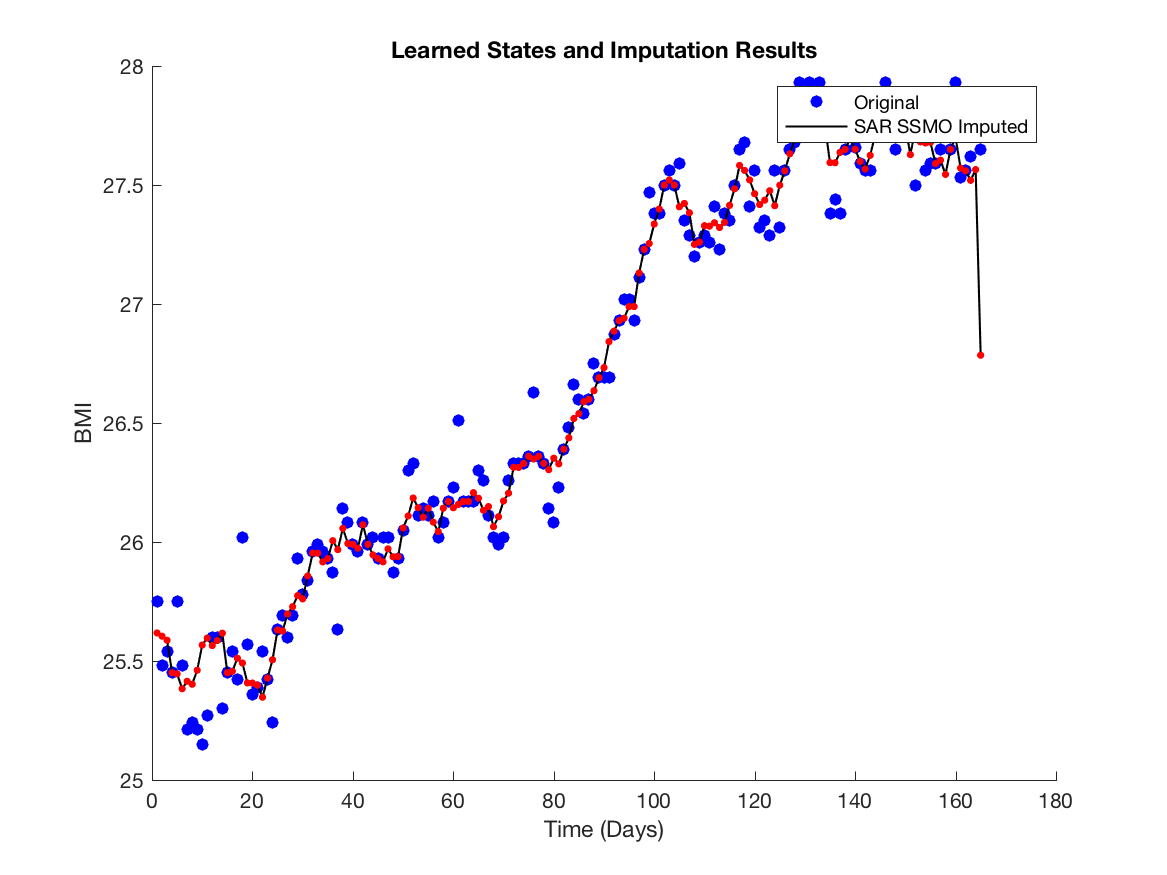 Learned States and Imputation Results
28
27.5
27
26.5
26
25.5
25
BMI
Original
SAR SSMO Imputed
0 20 40 60 80 100 120 140 160 180
Time (Days)